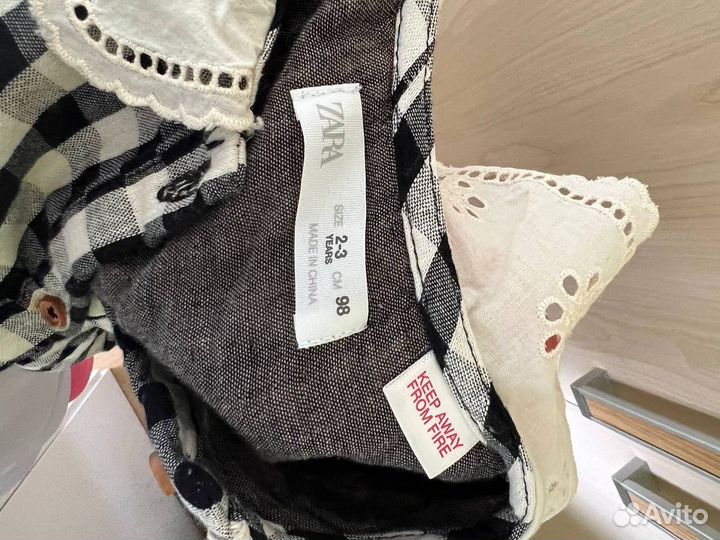 ZARA
SIZE 2-3 CM 98
YEARS
MADE IN CHINA
KEEP AWAY
FROM FIRE
Avito